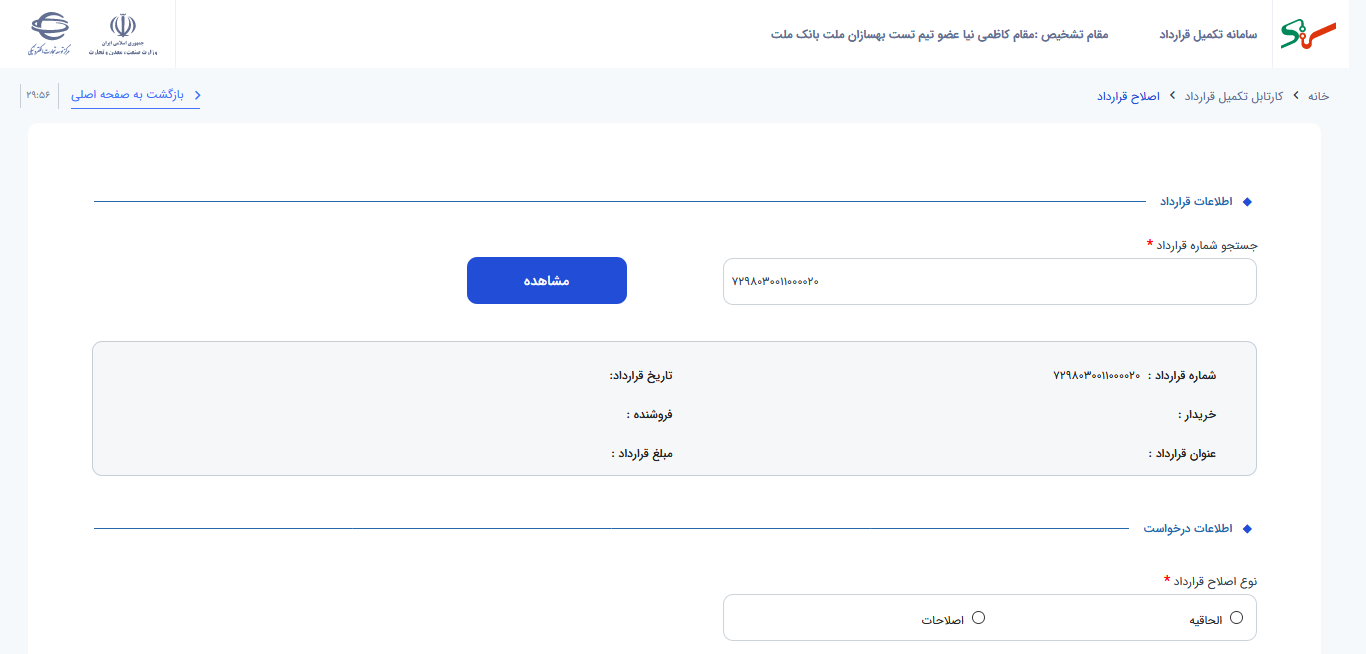 سامانه تکمیل قرارداد
مقام تشخیص :مقام کاظمی نیا عضو تیم تست بهسازان ملت بانک ملت
جمهوری اسلامی ایران
وزارت صنعت، معدن و تجارت
مرکز توسعه تجارت الکترونیکی
خانه
کارتابل تکمیل قرارداد
اصلاح قرارداد
بازگشت به صفحه اصلی
۲۹:۵۶
اطلاعات قرارداد
جستجو شماره قرارداد *
۷۲۹۸۰۳۰۰۱۱۰۰۰۰۲۰
مشاهده
شماره قرارداد : ۷۲۹۸۰۳۰۰۱۱۰۰۰۰۲۰
تاریخ قرارداد:
خریدار :
فروشنده :
عنوان قرارداد :
مبلغ قرارداد :
اطلاعات درخواست
نوع اصلاح قرارداد *
الحاقیه
اصلاحات